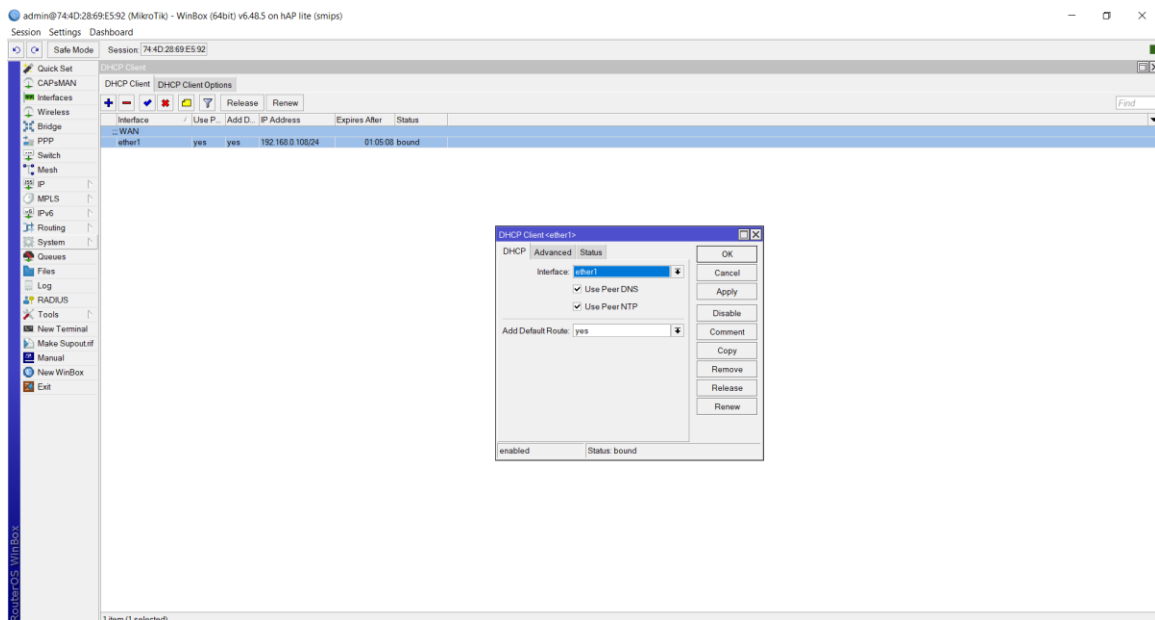 admin@74:4D:28:69:E5:92 (MikroTik) - WinBox (64bit) v6.48.5 on hAP lite (smips)
Session Settings Dashboard
Safe Mode Session: 74:4D:28:69:E5:92
Quick Set
CAPsMAN
Interfaces
Wireless
Bridge
PPP
Switch
Mesh
IP
MPLS
IPv6
Routing
System
Queues
Files
Log
RADIUS
Tools
New Terminal
Make Supout.rif
Manual
New WinBox
Exit
RouterOS WinBox
DHCP Client
DHCP Client DHCP Client Options
Release Renew Find
Interface Use P... Add D... IP Address Expires After Status
::: WAN
ether1 yes yes 192.168.0.108/24 01:05:08 bound
DHCP Client <ether1>
DHCP Advanced Status
Interface: ether1
Use Peer DNS
Use Peer NTP
Add Default Route: yes
OK
Cancel
Apply
Disable
Comment
Copy
Remove
Release
Renew
enabled Status: bound
1 item (1 selected)